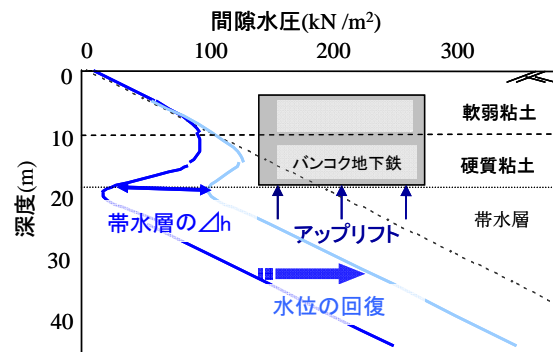 間隙水圧(kN /m²)
0 100 200 300
0
10
20
30
40
深度(m)
軟弱粘土
硬質粘土
帯水層
バンコク地下鉄
アップリフト
帯水層の⊿h
水位の回復